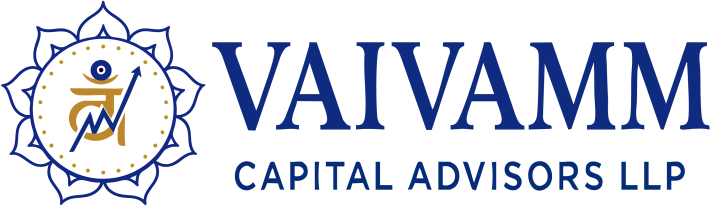 वँ
VAIVAMM
CAPITAL ADVISORS LLP